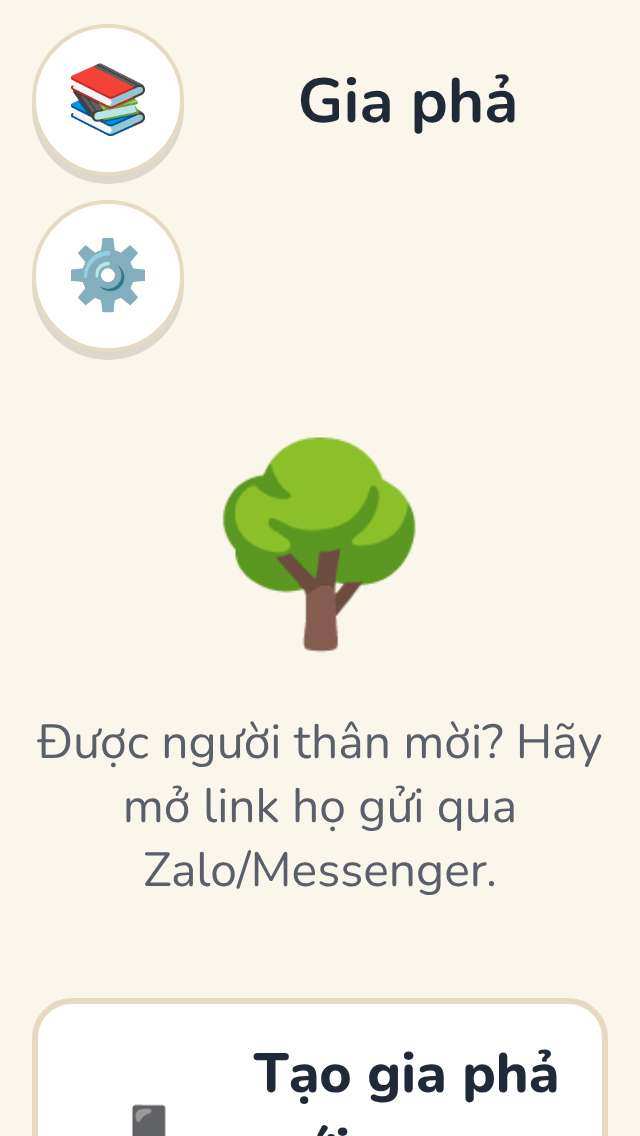 Gia phả
Được người thân mời? Hãy
mở link họ gửi qua
Zalo/Messenger.
Tạo gia phả